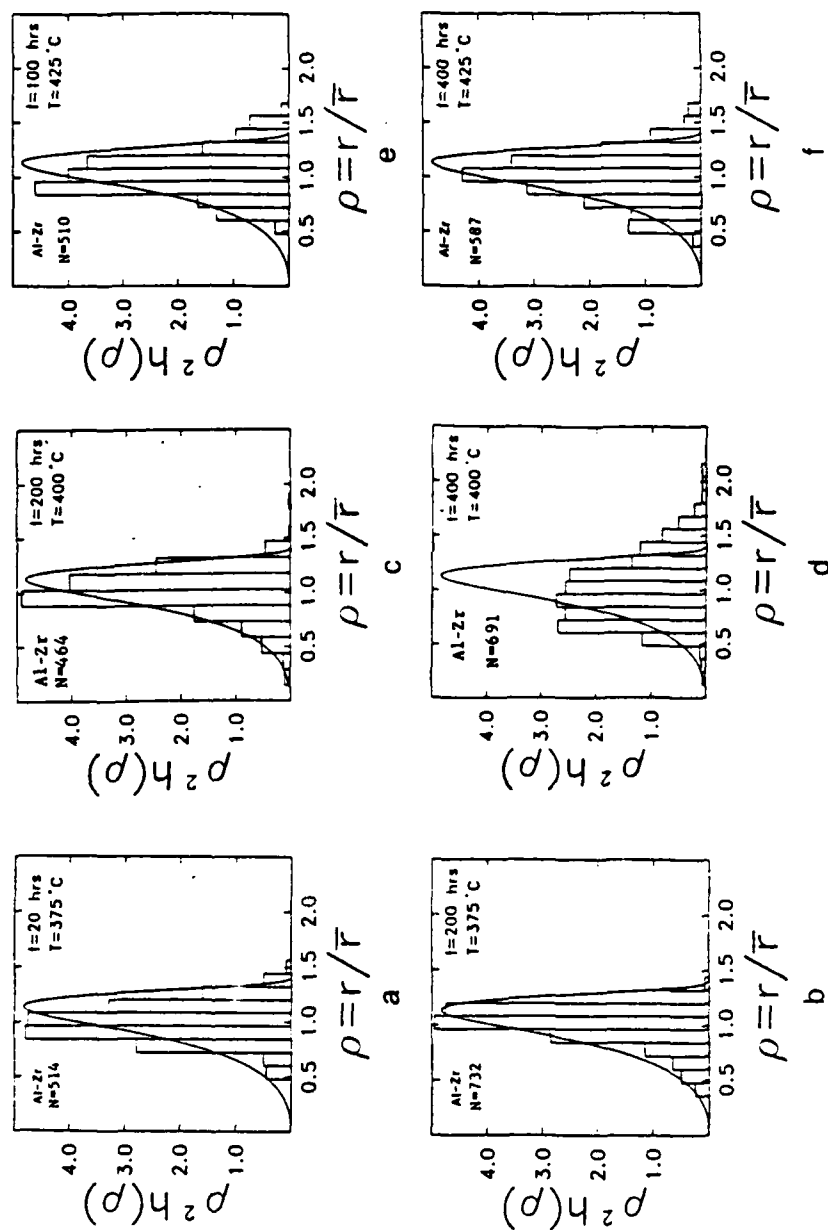 Al-Zr
N=514
t=20 hrs
T=375°C
4.0
3.0
2.0
1.0
ρ² h(ρ)
0.5 1.0 1.5 2.0
ρ = r/r̄
a
Al-Zr
N=464
t=200 hrs
T=400°C
4.0
3.0
2.0
1.0
ρ² h(ρ)
0.5 1.0 1.5 2.0
ρ = r/r̄
c
Al-Zr
N=510
t=100 hrs
T=425°C
4.0
3.0
2.0
1.0
ρ² h(ρ)
0.5 1.0 1.5 2.0
ρ = r/r̄
e
Al-Zr
N=732
t=200 hrs
T=375°C
4.0
3.0
2.0
1.0
ρ² h(ρ)
0.5 1.0 1.5 2.0
ρ = r/r̄
b
Al-Zr
N=691
t=400 hrs
T=400°C
4.0
3.0
2.0
1.0
ρ² h(ρ)
0.5 1.0 1.5 2.0
ρ = r/r̄
d
Al-Zr
N=587
t=400 hrs
T=425°C
4.0
3.0
2.0
1.0
ρ² h(ρ)
0.5 1.0 1.5 2.0
ρ = r/r̄
f